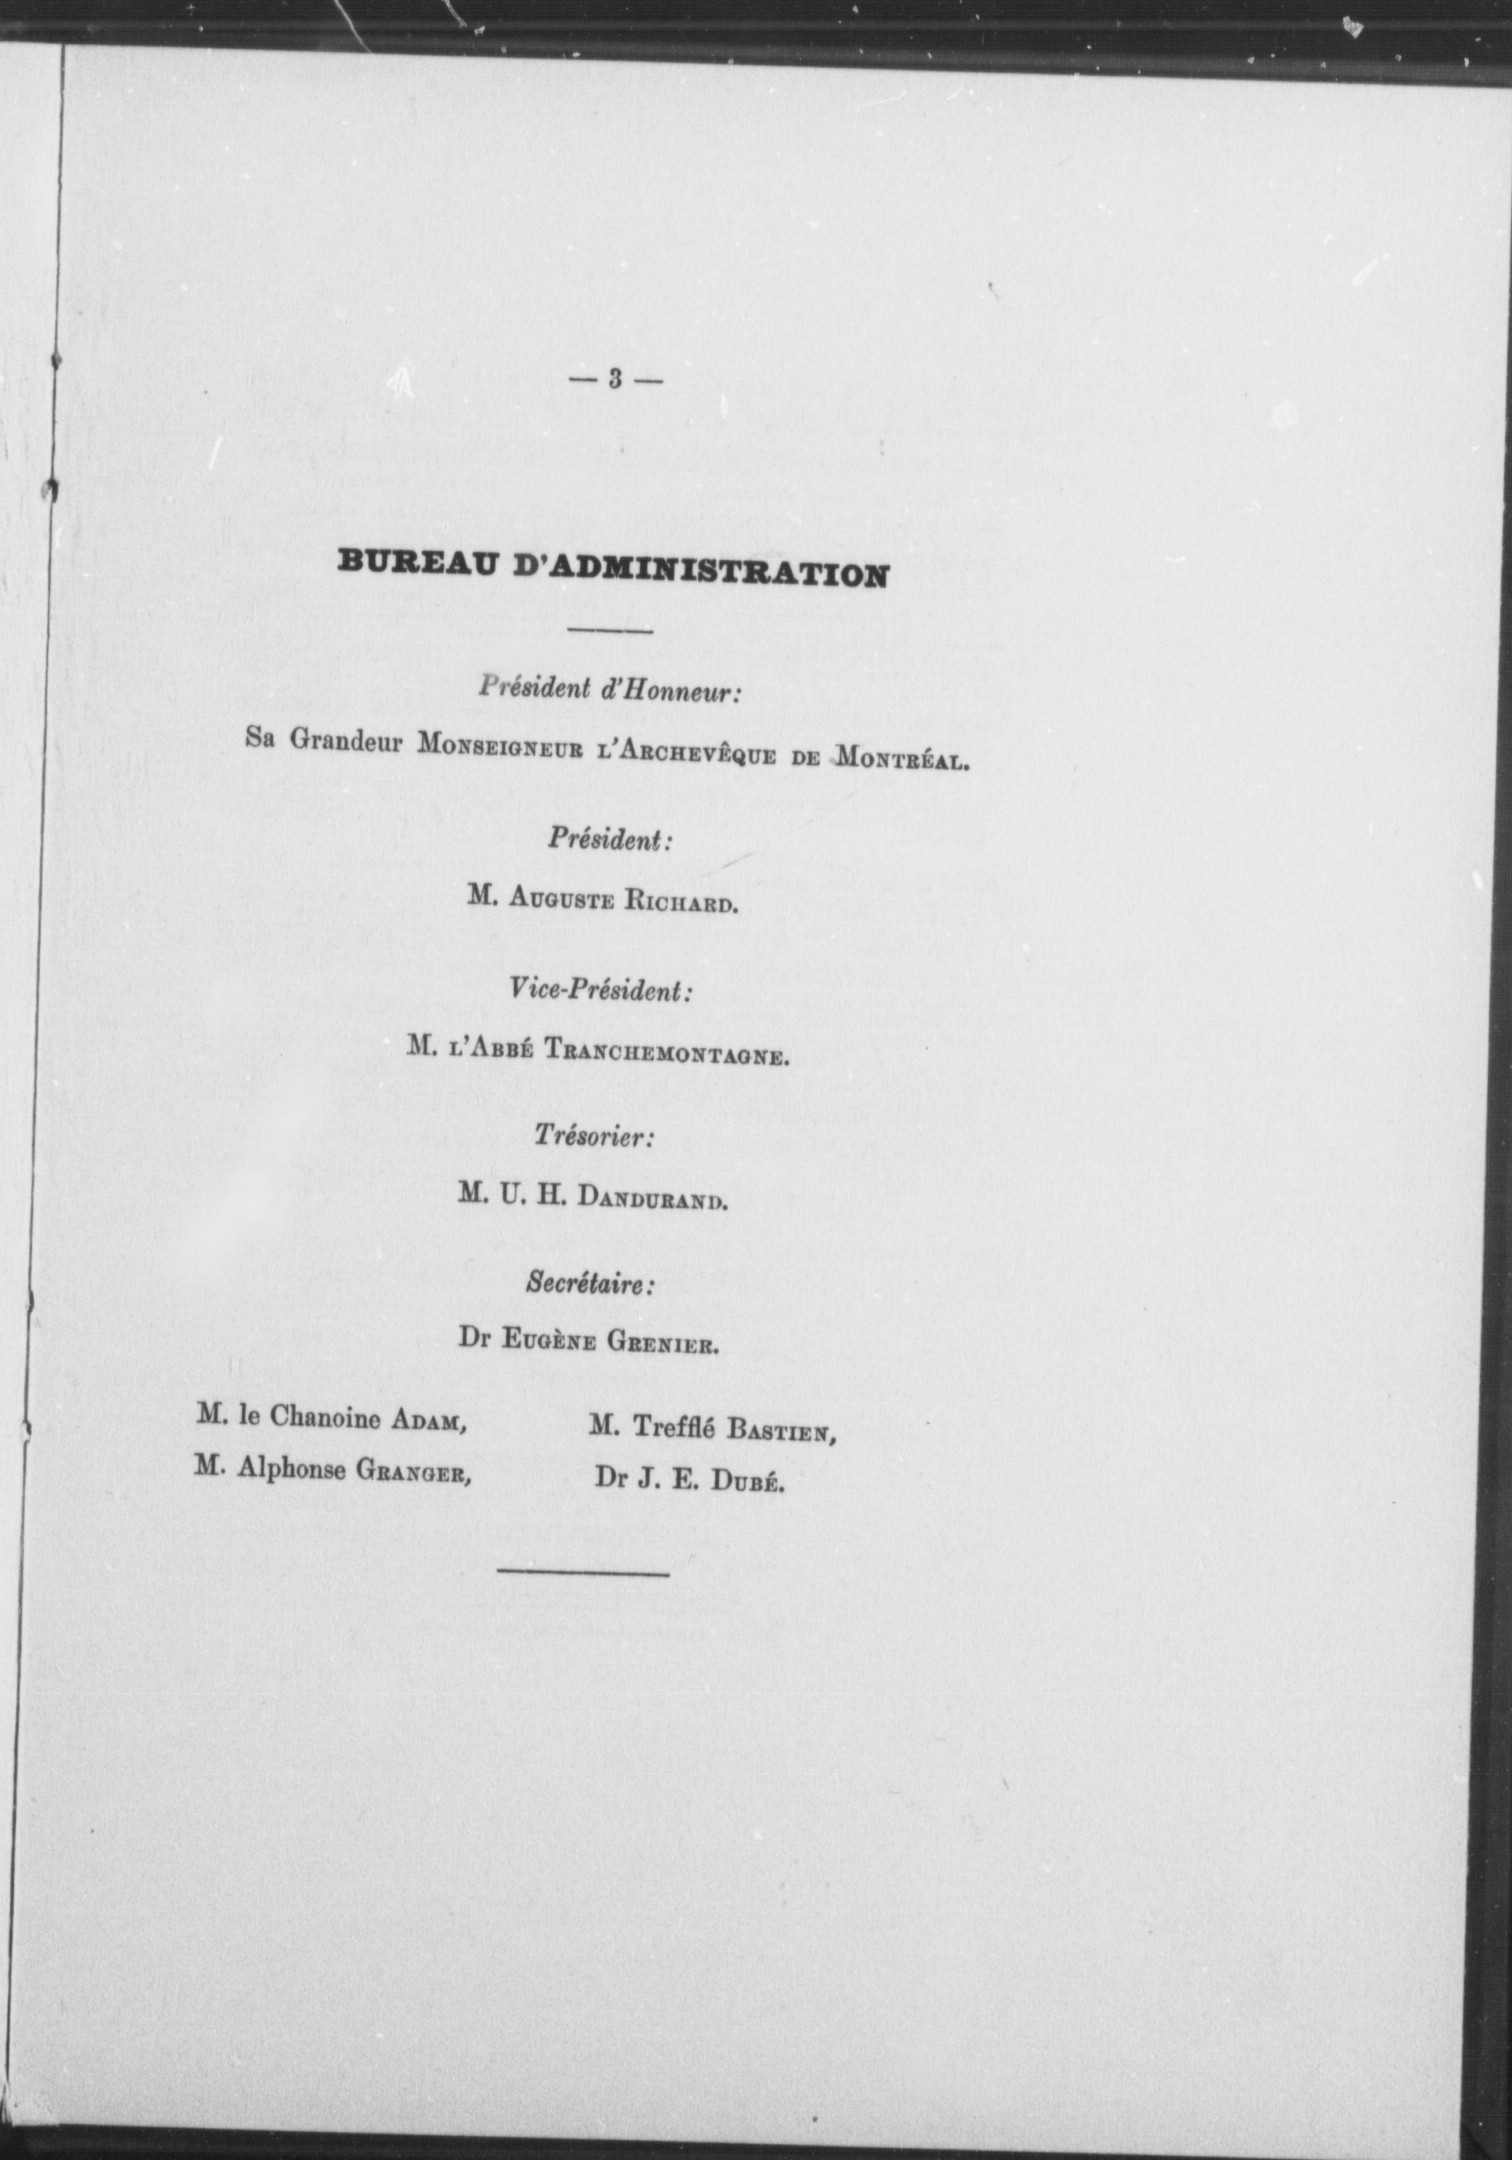 — 3 —
BUREAU D'ADMINISTRATION
Président d'Honneur:
Sa Grandeur MONSEIGNEUR L'ARCHEVÊQUE DE MONTRÉAL.
Président:
M. AUGUSTE RICHARD.
Vice-Président:
M. L'ABBÉ TRANCHEMONTAGNE.
Trésorier:
M. U. H. DANDURAND.
Secrétaire:
Dr EUGÈNE GRENIER.
M. le Chanoine ADAM, M. Trefflé BASTIEN,
M. Alphonse GRANGER, Dr J. E. DUBÉ.